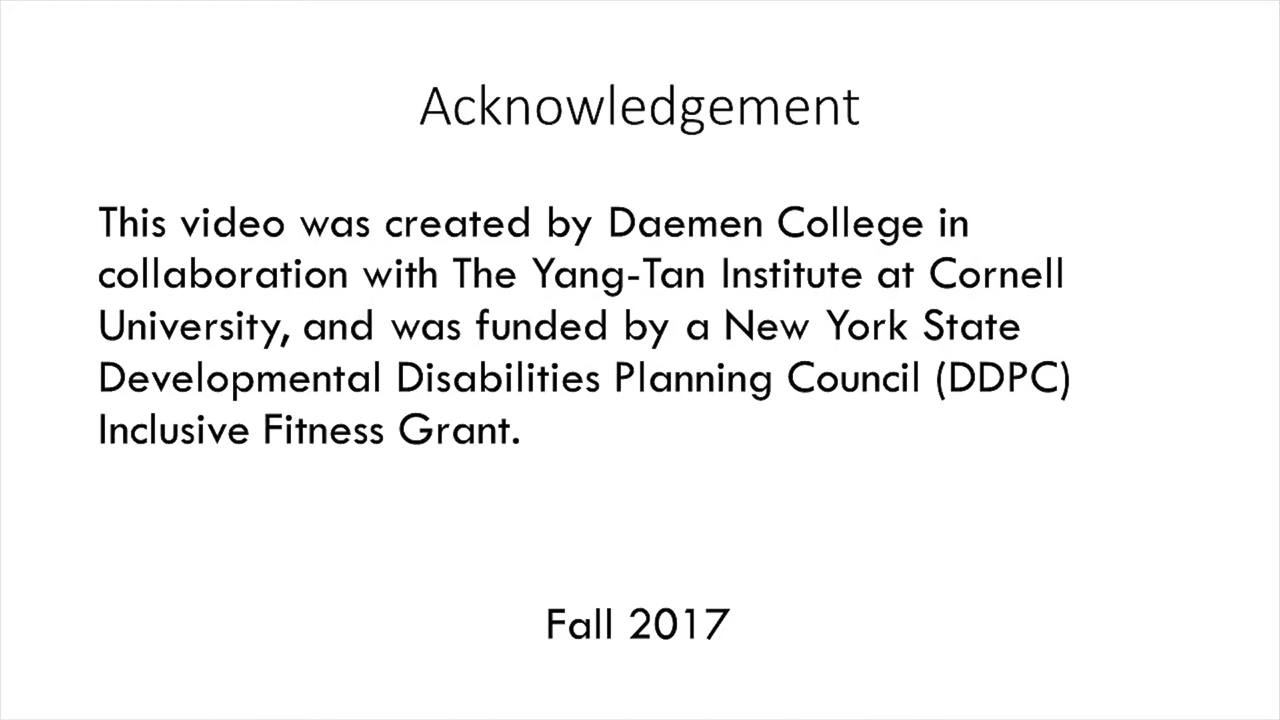 Acknowledgement
This video was created by Daemen College in
collaboration with The Yang-Tan Institute at Cornell
University, and was funded by a New York State
Developmental Disabilities Planning Council (DDPC)
Inclusive Fitness Grant.
Fall 2017